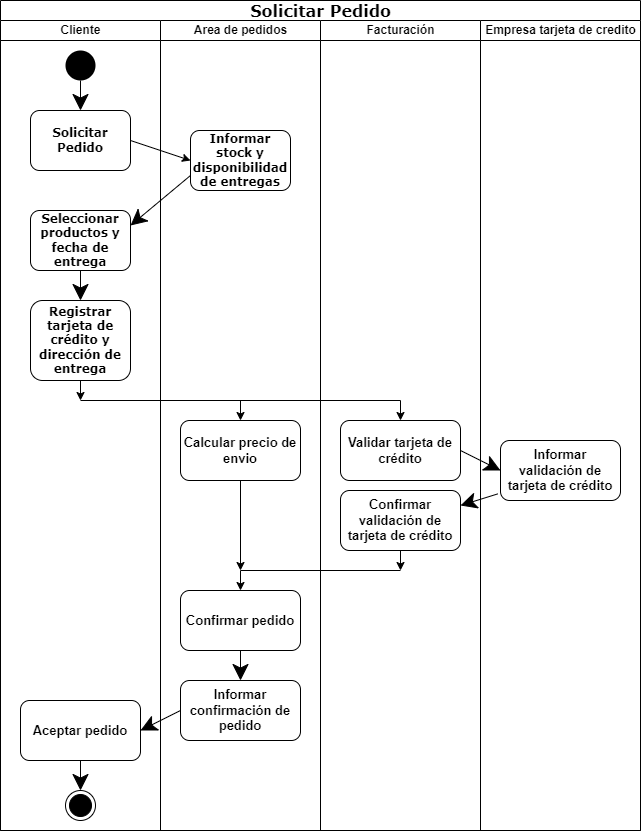 Solicitar Pedido
Cliente
Area de pedidos
Facturación
Empresa tarjeta de credito
Solicitar
Pedido
Informar
stock y
disponibilidad
de entregas
Seleccionar
productos y
fecha de
entrega
Registrar
tarjeta de
crédito y
dirección de
entrega
Calcular precio de
envio
Validar tarjeta de
crédito
Informar
validación de
tarjeta de crédito
Confirmar
validación de
tarjeta de crédito
Confirmar pedido
Informar
confirmación de
pedido
Aceptar pedido